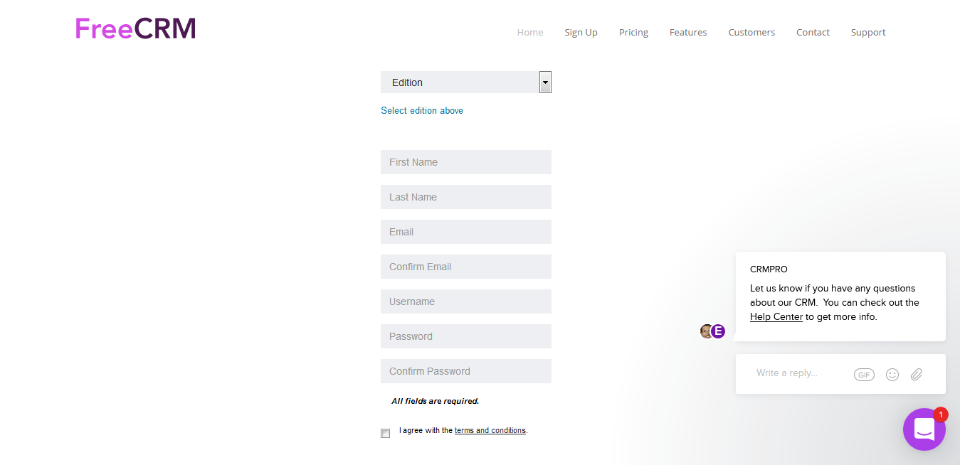 FreeCRM
Home Sign Up Pricing Features Customers Contact Support
Edition
Select edition above
First Name
Last Name
Email
Confirm Email
Username
Password
Confirm Password
All fields are required.
I agree with the terms and conditions.
CRMPRO
Let us know if you have any questions
about our CRM. You can check out the
Help Center to get more info.
E
Write a reply...
GIF
1